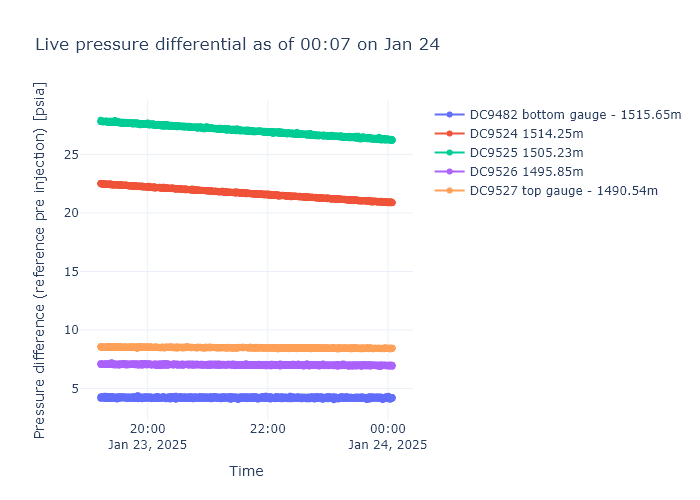 Live pressure differential as of 00:07 on Jan 24
Pressure difference (reference pre injection) [psia]
25
20
15
10
5
20:00
Jan 23, 2025
22:00
00:00
Jan 24, 2025
Time
DC9482 bottom gauge - 1515.65m
DC9524 1514.25m
DC9525 1505.23m
DC9526 1495.85m
DC9527 top gauge - 1490.54m